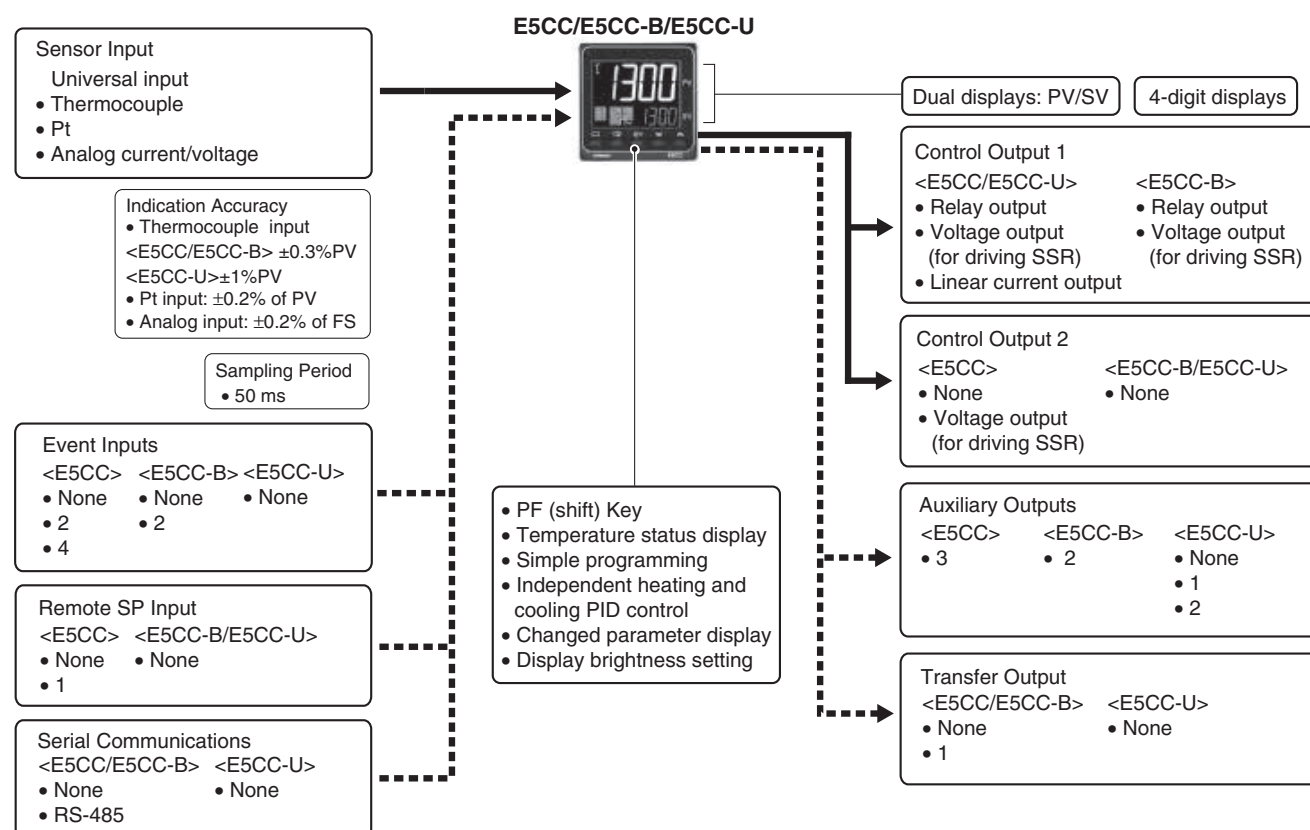 E5CC/E5CC-B/E5CC-U
Sensor Input
Universal input
• Thermocouple
• Pt
• Analog current/voltage
Indication Accuracy
• Thermocouple input
<E5CC/E5CC-B> ±0.3%PV
<E5CC-U>±1%PV
• Pt input: ±0.2% of PV
• Analog input: ±0.2% of FS
Sampling Period
• 50 ms
Event Inputs
<E5CC> <E5CC-B> <E5CC-U>
• None • None • None
• 2 • 2
• 4
Remote SP Input
<E5CC> <E5CC-B/E5CC-U>
• None • None
• 1
Serial Communications
<E5CC/E5CC-B> <E5CC-U>
• None • None
• RS-485
1300
PV
1300
• PF (shift) Key
• Temperature status display
• Simple programming
• Independent heating and
cooling PID control
• Changed parameter display
• Display brightness setting
Dual displays: PV/SV
4-digit displays
Control Output 1
<E5CC/E5CC-U> <E5CC-B>
• Relay output • Relay output
• Voltage output • Voltage output
(for driving SSR) (for driving SSR)
• Linear current output
Control Output 2
<E5CC> <E5CC-B/E5CC-U>
• None • None
• Voltage output
(for driving SSR)
Auxiliary Outputs
<E5CC> <E5CC-B> <E5CC-U>
• 3 • 2 • None
• 1
• 2
Transfer Output
<E5CC/E5CC-B> <E5CC-U>
• None • None
• 1